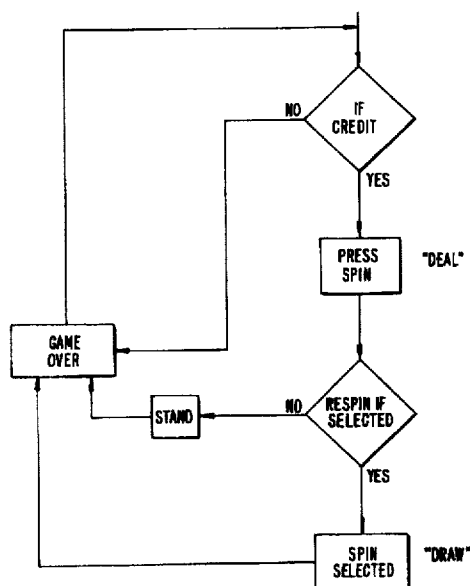 IF
CREDIT
NO
YES
PRESS
SPIN
"DEAL"
GAME
OVER
STAND
NO
RESPIN IF
SELECTED
YES
SPIN
SELECTED
"DRAW"